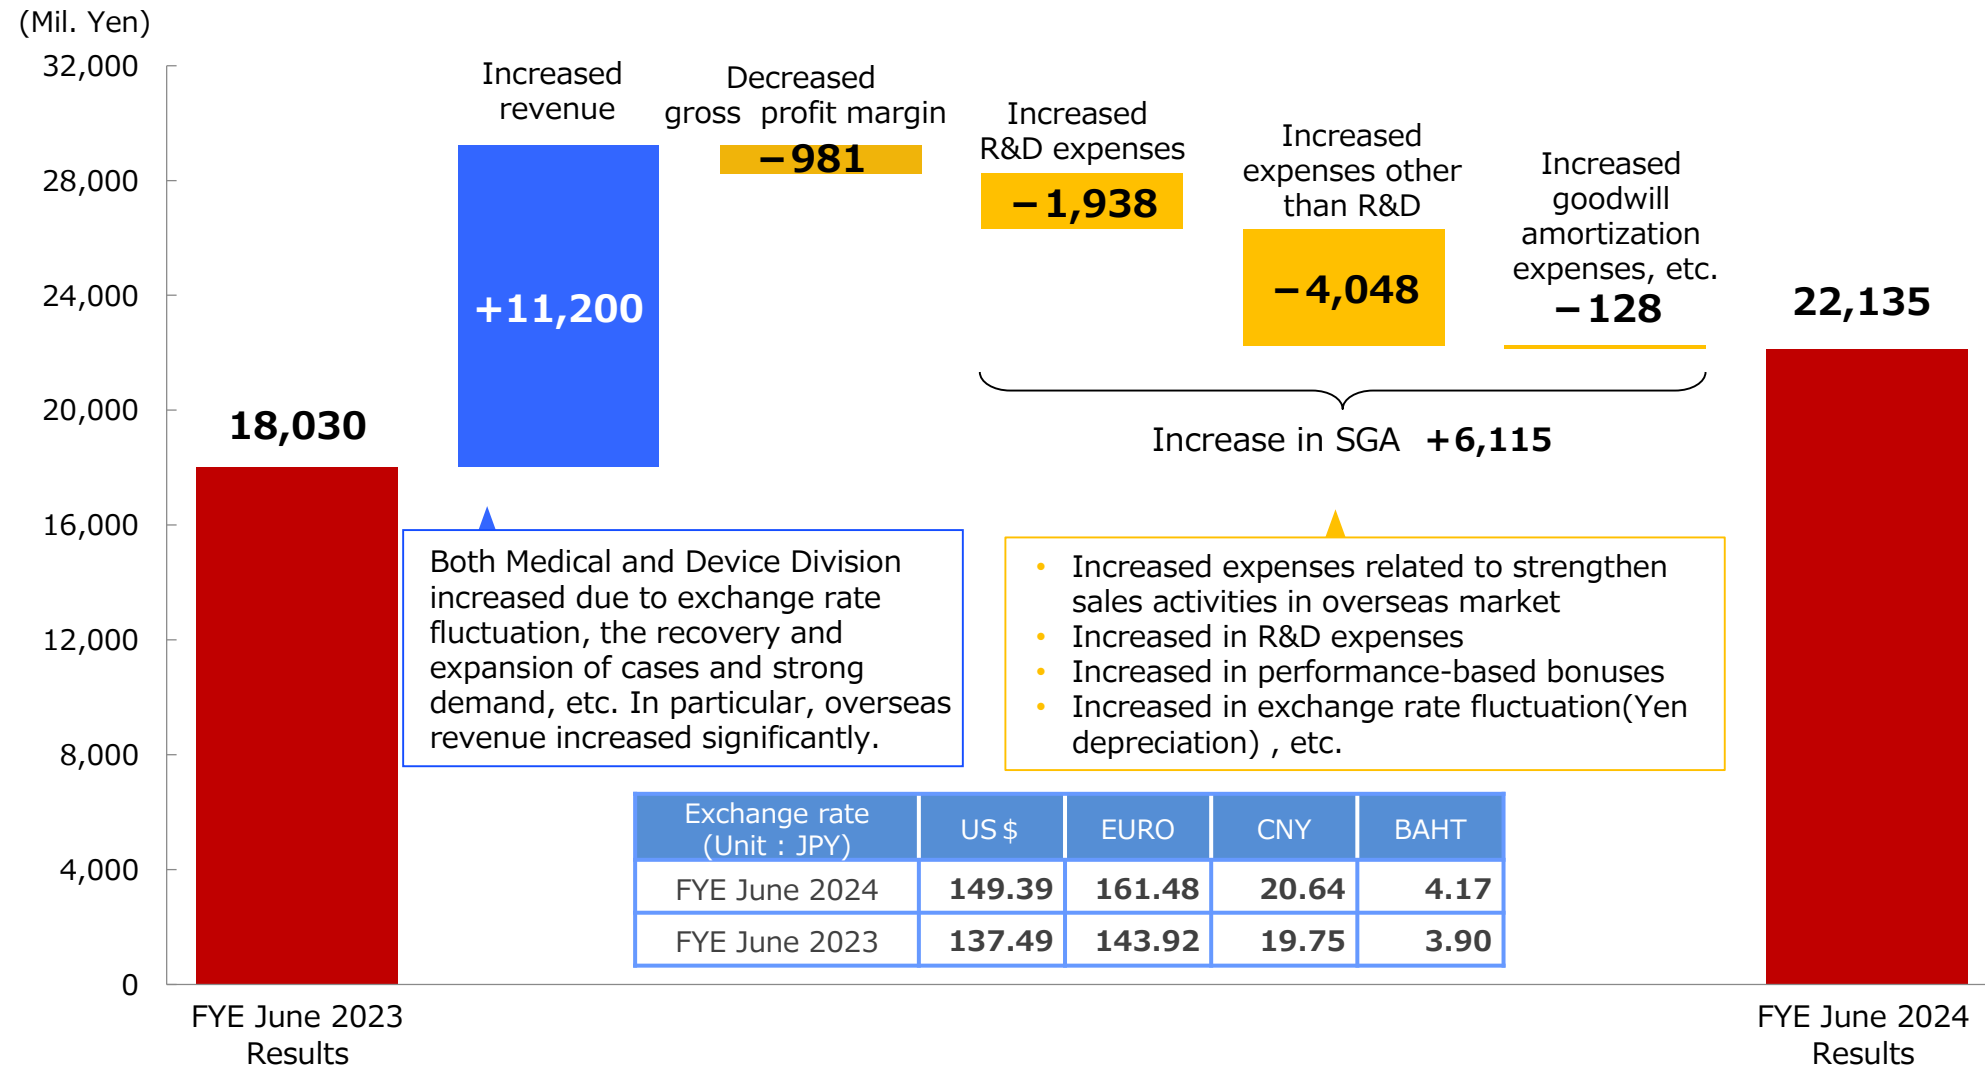 (Mil. Yen)
32,000
28,000
24,000
20,000
16,000
12,000
8,000
4,000
0
18,030
FYE June 2023
Results
Increased
revenue
+11,200
Decreased
gross profit margin
−981
Increased
R&D expenses
−1,938
Increased
expenses other
than R&D
−4,048
Increased
goodwill
amortization
expenses, etc.
−128
22,135
FYE June 2024
Results
Increase in SGA +6,115
Both Medical and Device Division
increased due to exchange rate
fluctuation, the recovery and
expansion of cases and strong
demand, etc. In particular, overseas
revenue increased significantly.
• Increased expenses related to strengthen
sales activities in overseas market
• Increased in R&D expenses
• Increased in performance-based bonuses
• Increased in exchange rate fluctuation(Yen
depreciation) , etc.
Exchange rate
(Unit : JPY)
US $ EURO CNY BAHT
FYE June 2024 149.39 161.48 20.64 4.17
FYE June 2023 137.49 143.92 19.75 3.90